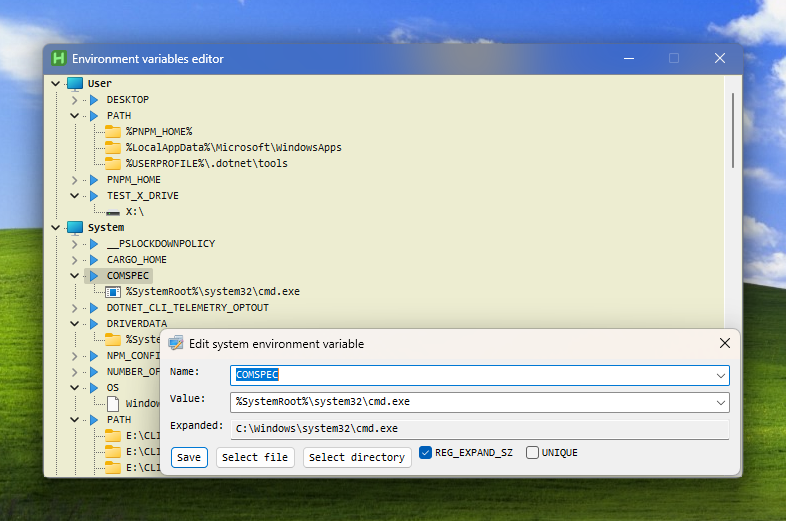 Environment variables editor
User
DESKTOP
PATH
%PNPM_HOME%
%LocalAppData%\Microsoft\WindowsApps
%USERPROFILE%\.dotnet\tools
PNPM_HOME
TEST_X_DRIVE
X:\
System
__PSLOCKDOWNPOLICY
CARGO_HOME
COMSPEC
%SystemRoot%\system32\cmd.exe
DOTNET_CLI_TELEMETRY_OPTOUT
DRIVERDATA
%Syste
NPM_CONFI
NUMBER_OF
OS
Window
PATH
E:\CLI
E:\CLI
E:\CLI
Edit system environment variable
Name: COMSPEC
Value: %SystemRoot%\system32\cmd.exe
Expanded: C:\Windows\system32\cmd.exe
Save Select file Select directory REG_EXPAND_SZ UNIQUE